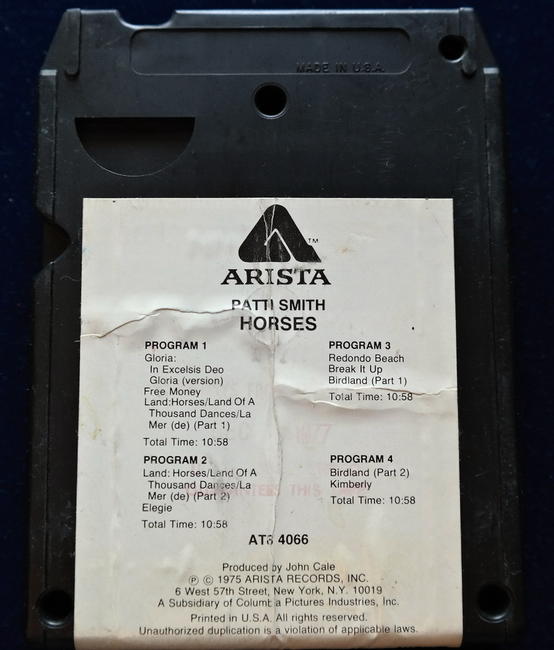 MADE IN U.S.A.
TM
ARISTA
PATTI SMITH
HORSES
PROGRAM 1
Gloria:
In Excelsis Deo
Gloria (version)
Free Money
Land:Horses/Land Of A
Thousand Dances/La
Mer (de) (Part 1)
Total Time: 10:58
PROGRAM 2
Land: Horses/Land Of A
Thousand Dances/La
Mer (de) (Part 2)
Elegie
Total Time: 10:58
PROGRAM 3
Redondo Beach
Break It Up
Birdland (Part 1)
Total Time: 10:58
PROGRAM 4
Birdland (Part 2)
Kimberly
Total Time: 10:58
AT8 4066
Produced by John Cale
Ⓟ © 1975 ARISTA RECORDS, INC.
6 West 57th Street, New York, N.Y. 10019
A Subsidiary of Columbia Pictures Industries, Inc.
Printed in U.S.A. All rights reserved.
Unauthorized duplication is a violation of applicable laws.